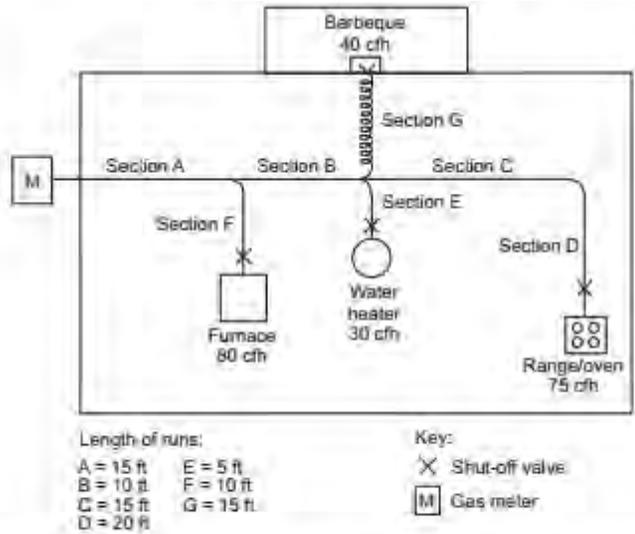 Barbeque
40 cfh
Section G
Section A
Section B
Section C
M
Section E
Section F
Section D
Water
heater
30 cfh
Furnace
80 cfh
Range/oven
75 cfh
Length of runs:
A = 15 ft E = 5 ft
B = 10 ft F = 10 ft
C = 15 ft G = 15 ft
D = 20 ft
Key:
Shut-off valve
M Gas meter